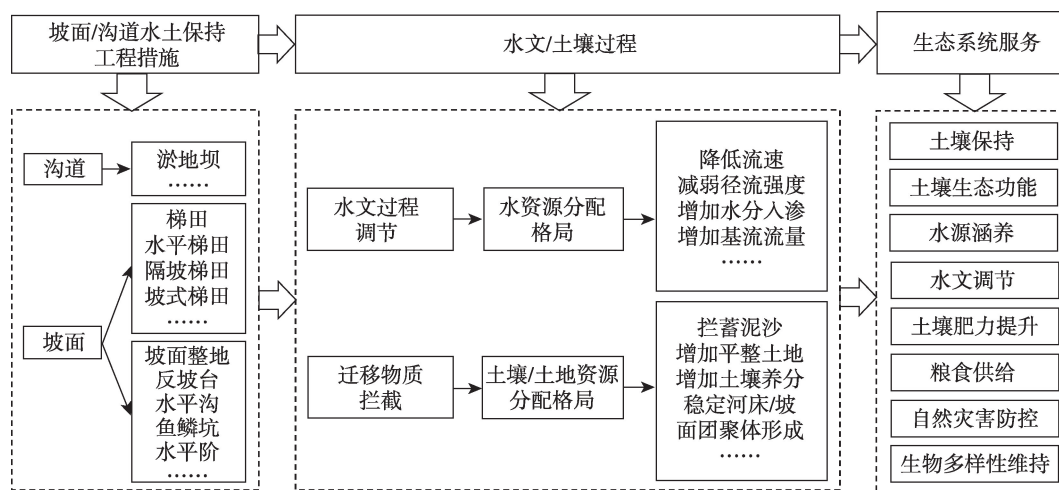 坡面/沟道水土保持
工程措施
水文/土壤过程
生态系统服务
沟道
淤地坝
……
坡面
梯田
水平梯田
隔坡梯田
坡式梯田
……
坡面整地
反坡台
水平沟
鱼鳞坑
水平阶
……
水文过程
调节
水资源分配
格局
降低流速
减弱径流强度
增加水分入渗
增加基流流量
……
迁移物质
拦截
土壤/土地资源
分配格局
拦蓄泥沙
增加平整土地
增加土壤养分
稳定河床/坡
面团聚体形成
……
土壤保持
土壤生态功能
水源涵养
水文调节
土壤肥力提升
粮食供给
自然灾害防控
生物多样性维持